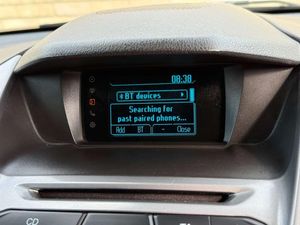 08:38
BT devices
Searching for
past paired phones...
Add BT - Close
CD